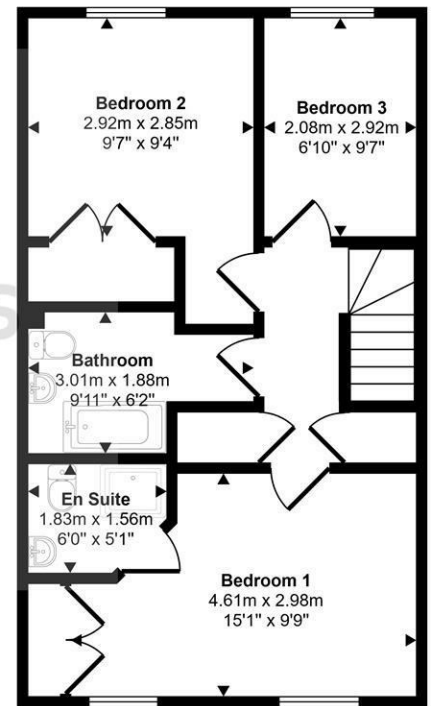 Bedroom 2
2.92m x 2.85m
9'7" x 9'4"
Bedroom 3
2.08m x 2.92m
6'10" x 9'7"
Bathroom
3.01m x 1.88m
9'11" x 6'2"
En Suite
1.83m x 1.56m
6'0" x 5'1"
Bedroom 1
4.61m x 2.98m
15'1" x 9'9"